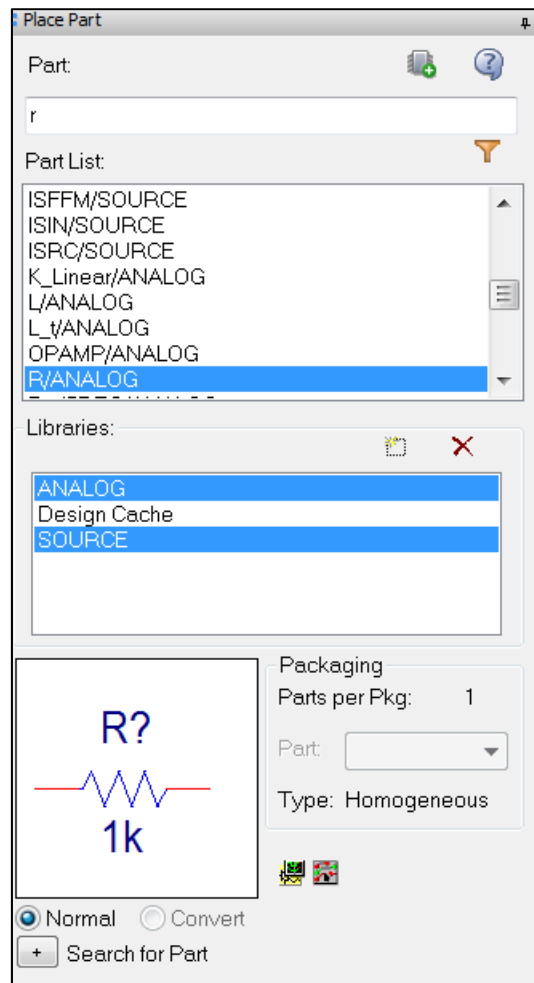 Place Part
Part:
r
Part List:
ISFFM/SOURCE
ISIN/SOURCE
ISRC/SOURCE
K_Linear/ANALOG
L/ANALOG
L_t/ANALOG
OPAMP/ANALOG
R/ANALOG
Libraries:
ANALOG
Design Cache
SOURCE
R?
1k
Packaging
Parts per Pkg: 1
Part:
Type: Homogeneous
Normal Convert
+ Search for Part